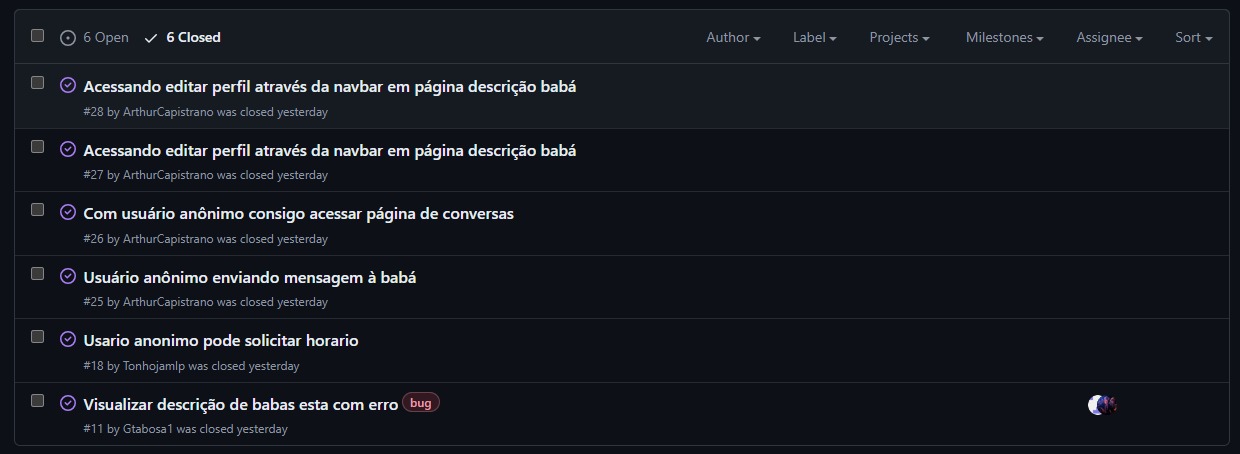 6 Open 6 Closed Author Label Projects Milestones Assignee Sort
Acessando editar perfil através da navbar em página descrição babá
#28 by ArthurCapistrano was closed yesterday
Acessando editar perfil através da navbar em página descrição babá
#27 by ArthurCapistrano was closed yesterday
Com usuário anônimo consigo acessar página de conversas
#26 by ArthurCapistrano was closed yesterday
Usuário anônimo enviando mensagem à babá
#25 by ArthurCapistrano was closed yesterday
Usario anonimo pode solicitar horario
#18 by Tonhojamlp was closed yesterday
Visualizar descrição de babas esta com erro bug
#11 by Gtabosa1 was closed yesterday